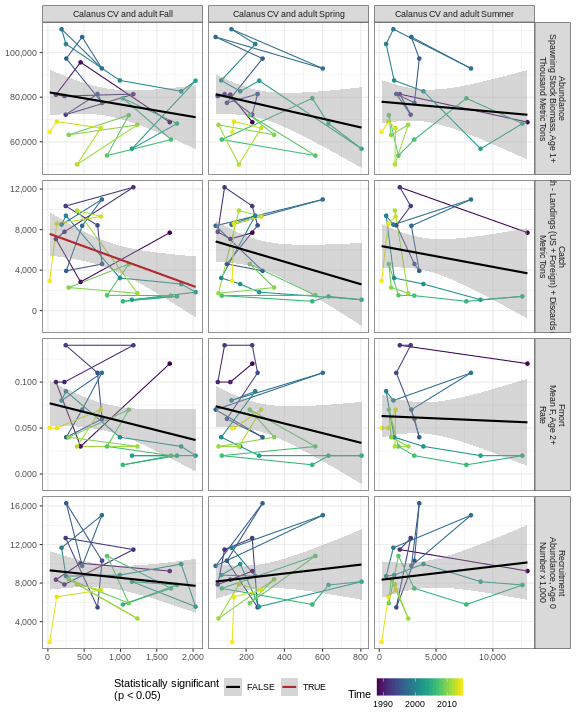 Calanus CV and adult Fall
Calanus CV and adult Spring
Calanus CV and adult Summer
100,000
80,000
60,000
Abundance
Spawning Stock Biomass, Age 1+
Thousand Metric Tons
12,000
8,000
4,000
0
Catch
h - Landings (US + Foreign) + Discards
Metric Tons
0.100
0.050
0.000
Fmort
Mean F, Age 2+
Rate
16,000
12,000
8,000
4,000
Recruitment
Abundance, Age 0
Number x 1,000
0 500 1,000 1,500 2,000
200 400 600 800
0 5,000 10,000
Statistically significant
(p < 0.05)
FALSE
TRUE
Time
1990 2000 2010